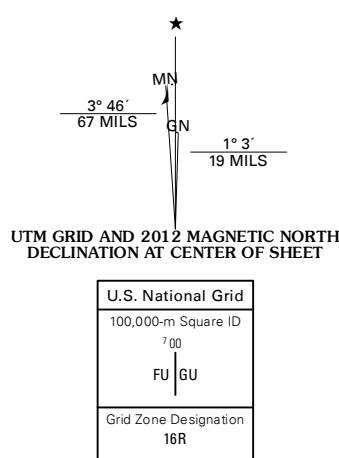 ★
MN
3° 46´
67 MILS
GN
1° 3´
19 MILS
UTM GRID AND 2012 MAGNETIC NORTH
DECLINATION AT CENTER OF SHEET
U.S. National Grid
100,000-m Square ID
7 00
FU GU
Grid Zone Designation
16R